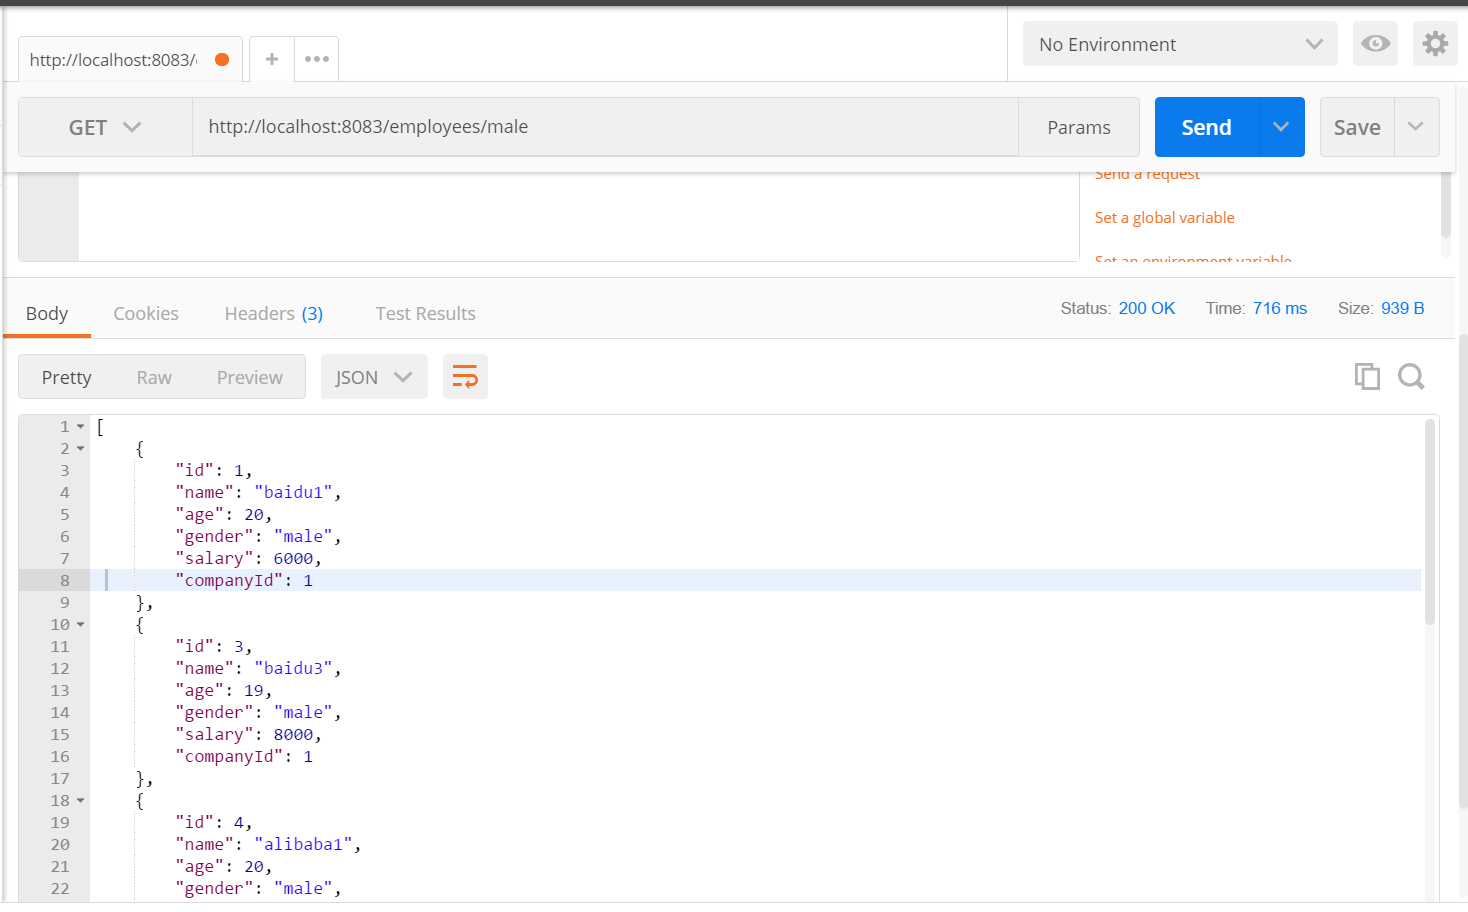 http://localhost:8083/
+
No Environment
GET
http://localhost:8083/employees/male
Params
Send
Save
Send a request
Set a global variable
Set an environment variable
Body
Cookies
Headers (3)
Test Results
Status: 200 OK
Time: 716 ms
Size: 939 B
Pretty
Raw
Preview
JSON
1 [
2 {
3 "id": 1,
4 "name": "baidu1",
5 "age": 20,
6 "gender": "male",
7 "salary": 6000,
8 "companyId": 1
9 },
10 {
11 "id": 3,
12 "name": "baidu3",
13 "age": 19,
14 "gender": "male",
15 "salary": 8000,
16 "companyId": 1
17 },
18 {
19 "id": 4,
20 "name": "alibaba1",
21 "age": 20,
22 "gender": "male",